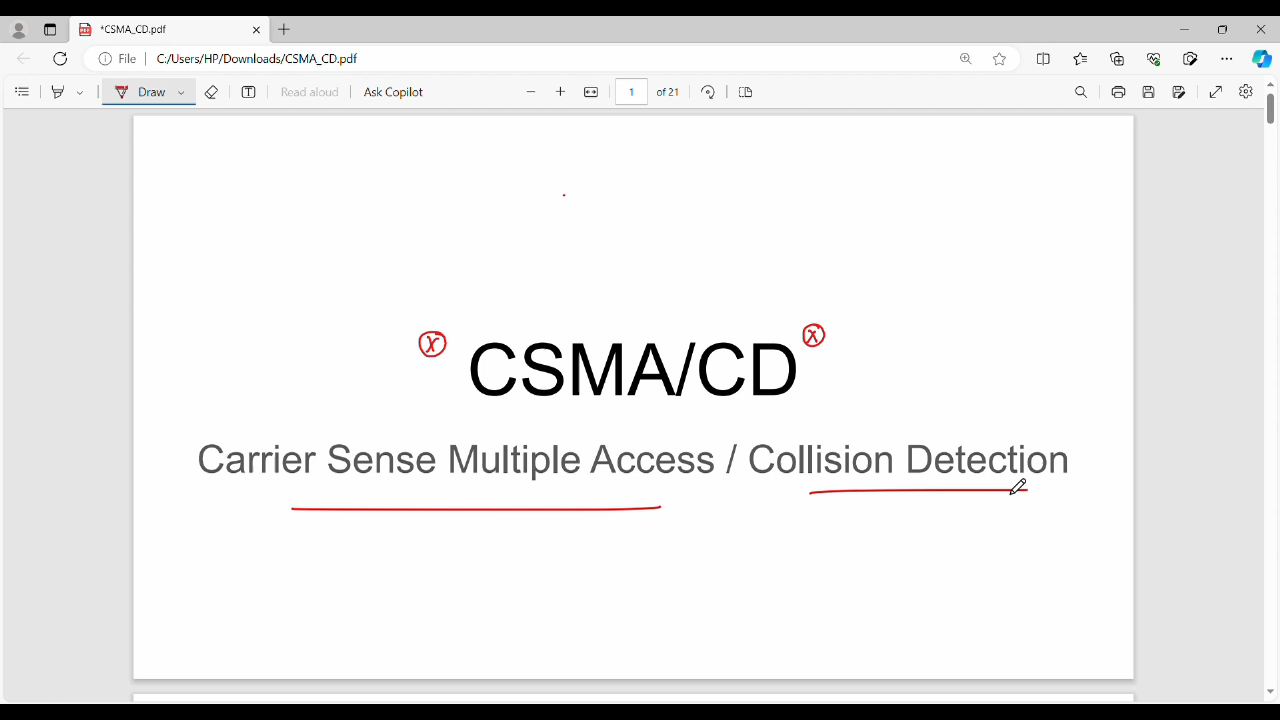 *CSMA_CD.pdf
File
C:/Users/HP/Downloads/CSMA_CD.pdf
Draw
Read aloud
Ask Copilot
1 of 21
x CSMA/CD x
Carrier Sense Multiple Access / Collision Detection